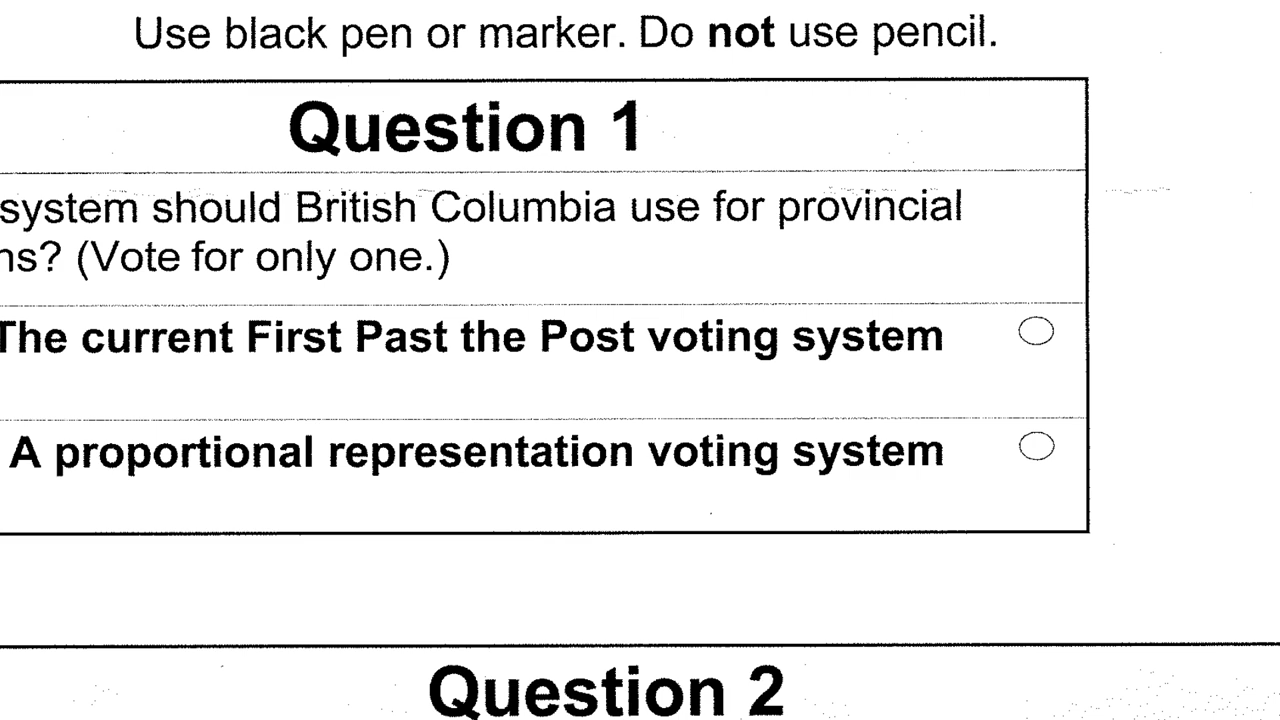 Use black pen or marker. Do not use pencil.
Question 1
system should British Columbia use for provincial
ns? (Vote for only one.)
The current First Past the Post voting system
A proportional representation voting system
Question 2